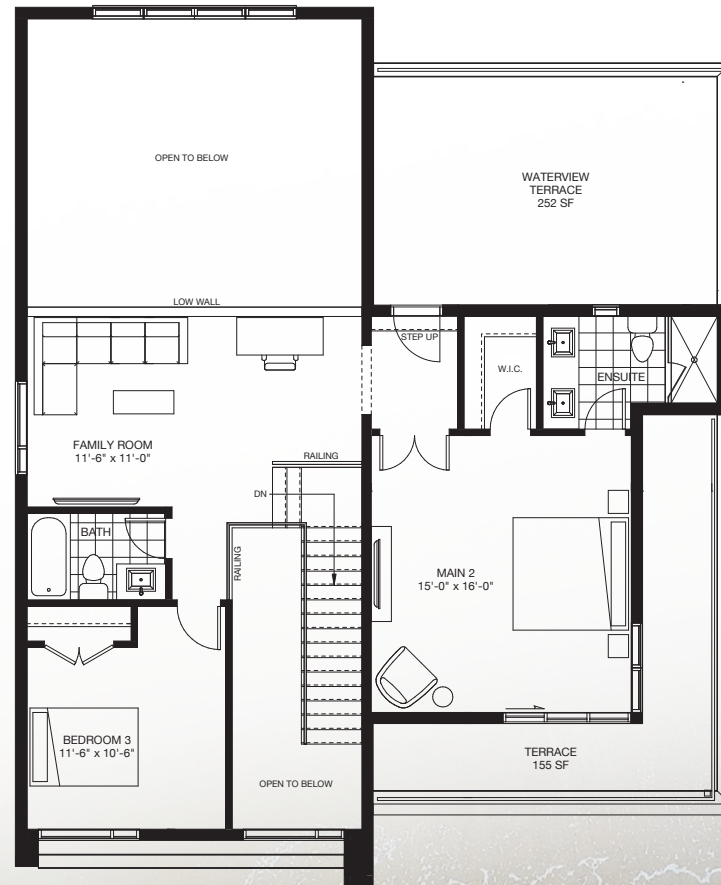 OPEN TO BELOW
WATERVIEW
TERRACE
252 SF
LOW WALL
STEP UP
W.I.C.
ENSUITE
FAMILY ROOM
11'-6" x 11'-0"
RAILING
DN
BATH
RAILING
MAIN 2
15'-0" x 16'-0"
BEDROOM 3
11'-6" x 10'-6"
OPEN TO BELOW
TERRACE
155 SF